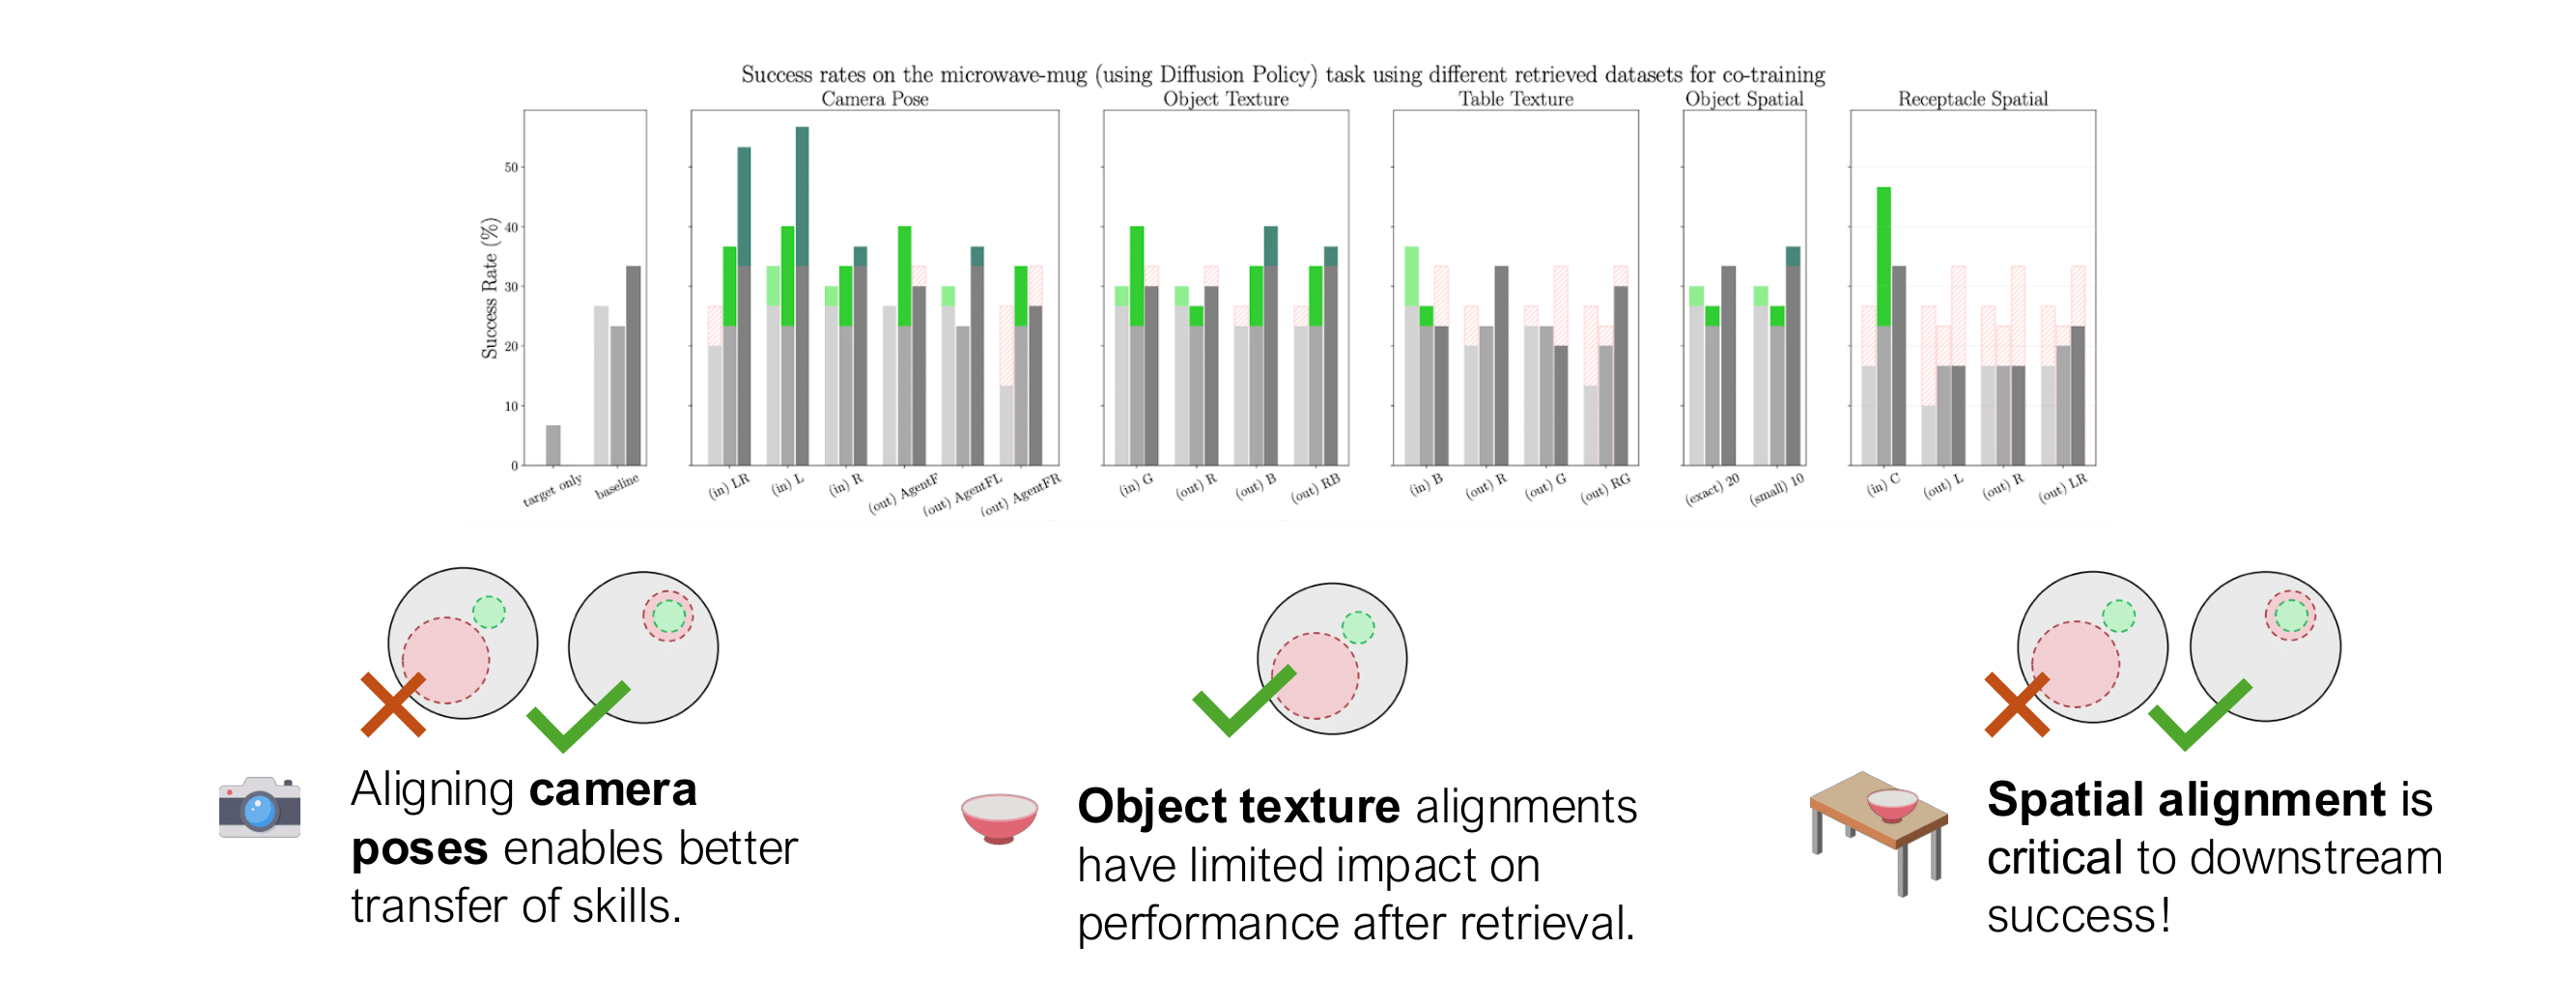 Success rates on the microwave-mug (using Diffusion Policy) task using different retrieved datasets for co-training
Camera Pose
Object Texture
Table Texture
Object Spatial
Receptacle Spatial
Success Rate (%)
50
40
30
20
10
0
target only
baseline
(in) LR
(in) L
(in) R
(out) AgentF
(out) AgentFL
(out) AgentFR
(in) G
(out) R
(out) B
(out) RB
(in) B
(out) R
(out) G
(out) RG
(exact) 20
(small) 10
(in) C
(out) L
(out) R
(out) LR
Aligning camera
poses enables better
transfer of skills.
Object texture alignments
have limited impact on
performance after retrieval.
Spatial alignment is
critical to downstream
success!